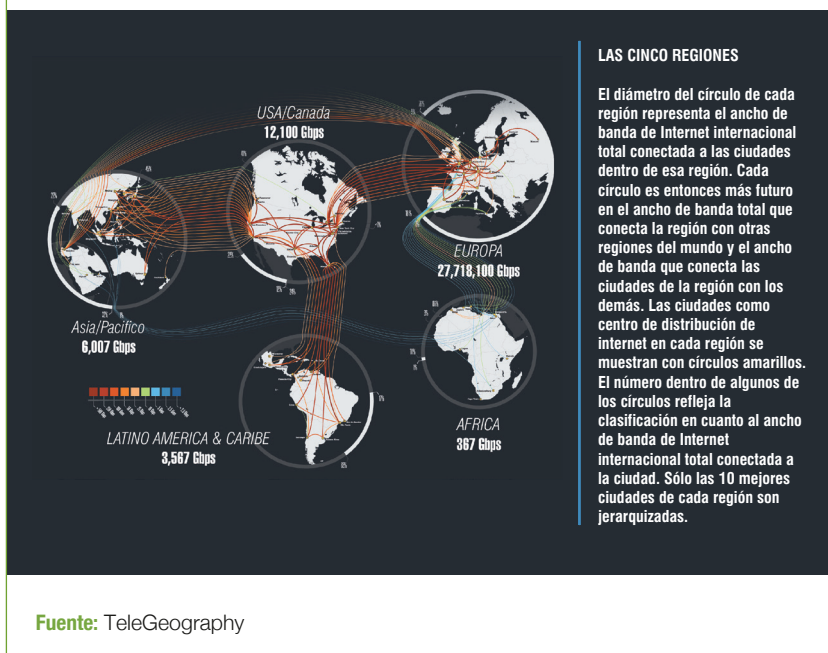 USA/Canada
12,100 Gbps
EUROPA
27,718,100 Gbps
Asia/Pacifico
6,007 Gbps
LATINO AMERICA & CARIBE
3,567 Gbps
AFRICA
367 Gbps
LAS CINCO REGIONES
El diámetro del círculo de cada
región representa el ancho de
banda de Internet internacional
total conectada a las ciudades
dentro de esa región. Cada
círculo es entonces más futuro
en el ancho de banda total que
conecta la región con otras
regiones del mundo y el ancho
de banda que conecta las
ciudades de la región con los
demás. Las ciudades como
centro de distribución de
internet en cada región se
muestran con círculos amarillos.
El número dentro de algunos de
los círculos refleja la
clasificación en cuanto al ancho
de banda de Internet
internacional total conectada a
la ciudad. Sólo las 10 mejores
ciudades de cada región son
jerarquizadas.
Fuente: TeleGeography